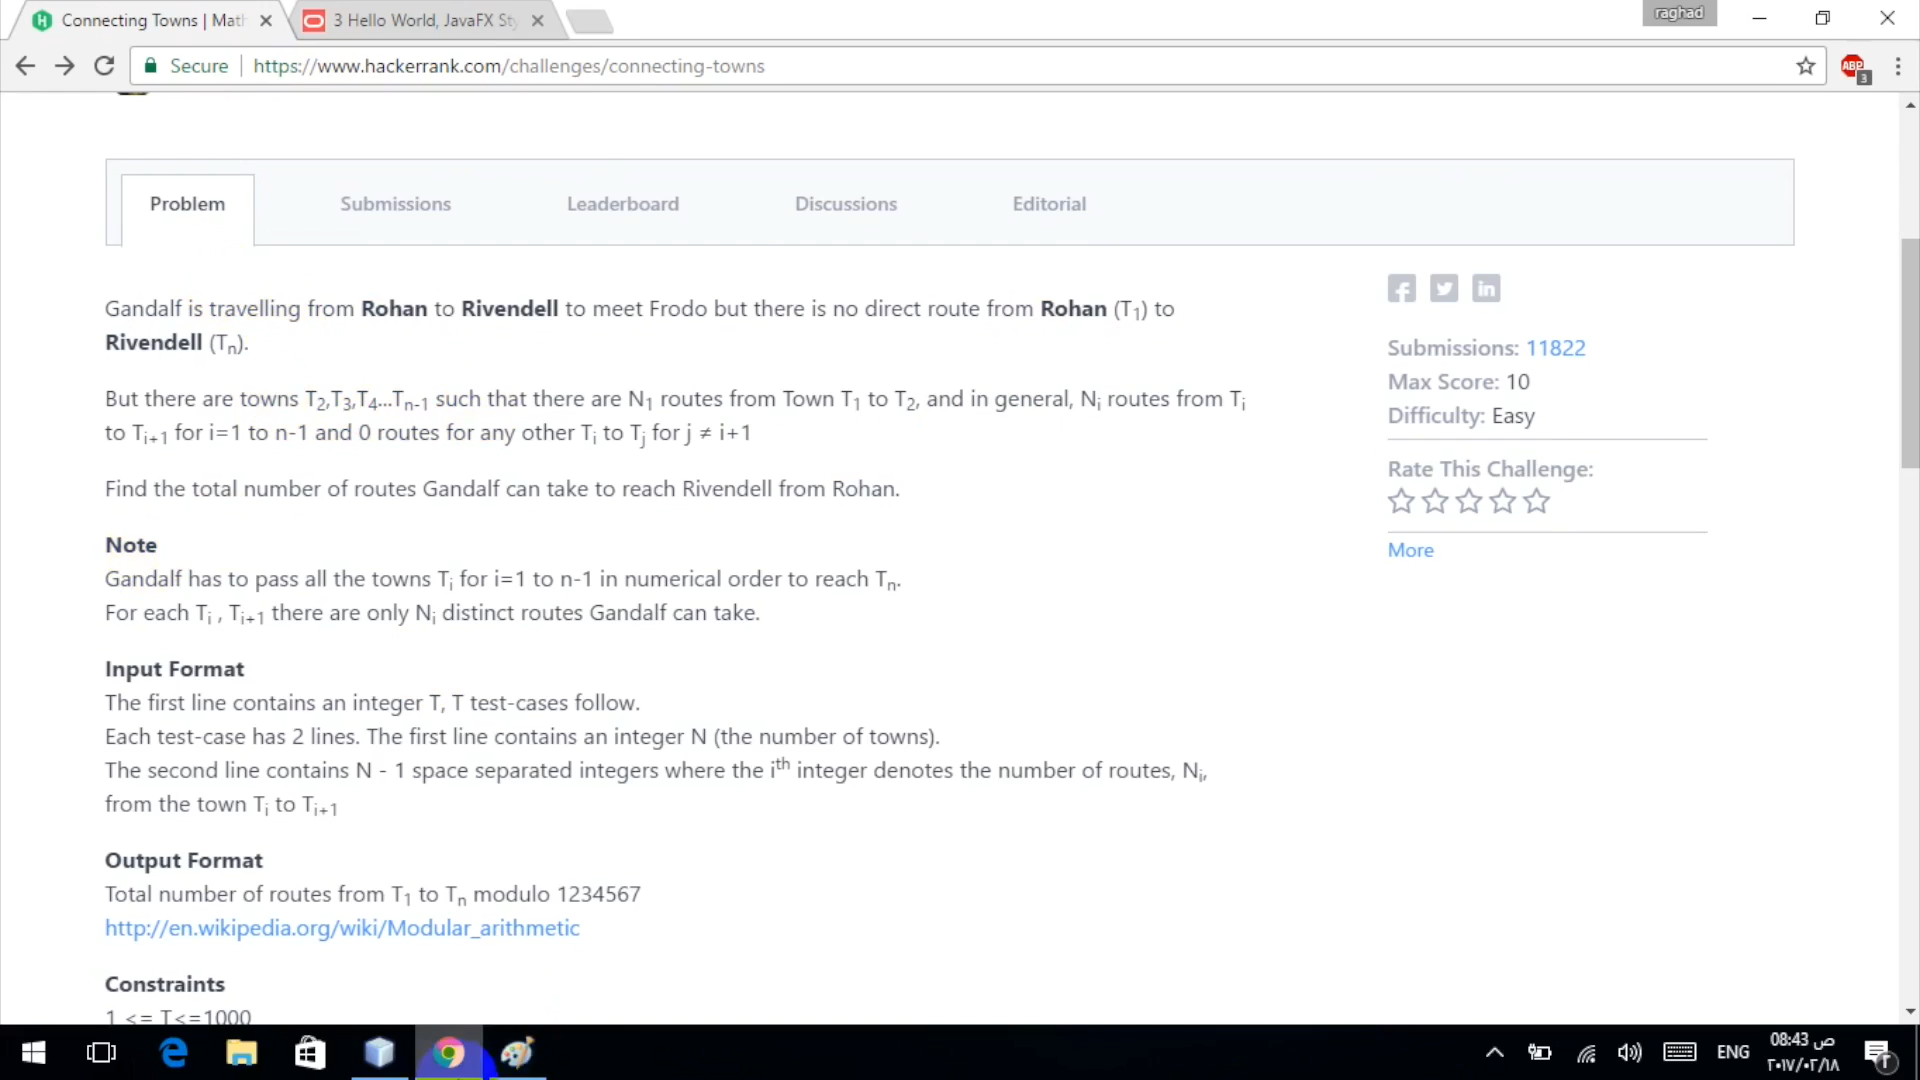 Connecting Towns | Math
3 Hello World, JavaFX Sty
raghad
Secure
https://www.hackerrank.com/challenges/connecting-towns
ABP
3
Problem
Submissions
Leaderboard
Discussions
Editorial
Gandalf is travelling from Rohan to Rivendell to meet Frodo but there is no direct route from Rohan (T1) to
Rivendell (Tn).
But there are towns T2,T3,T4...Tn-1 such that there are N1 routes from Town T1 to T2, and in general, Ni routes from Ti
to Ti+1 for i=1 to n-1 and 0 routes for any other Ti to Tj for j ≠ i+1
Find the total number of routes Gandalf can take to reach Rivendell from Rohan.
Note
Gandalf has to pass all the towns Ti for i=1 to n-1 in numerical order to reach Tn.
For each Ti , Ti+1 there are only Ni distinct routes Gandalf can take.
Input Format
The first line contains an integer T, T test-cases follow.
Each test-case has 2 lines. The first line contains an integer N (the number of towns).
The second line contains N - 1 space separated integers where the ith integer denotes the number of routes, Ni,
from the town Ti to Ti+1
Output Format
Total number of routes from T1 to Tn modulo 1234567
http://en.wikipedia.org/wiki/Modular_arithmetic
Constraints
1 <= T<=1000
Submissions: 11822
Max Score: 10
Difficulty: Easy
Rate This Challenge:
More
ENG
08:43 ص
٢٠١٧/٠٢/١٨
٢